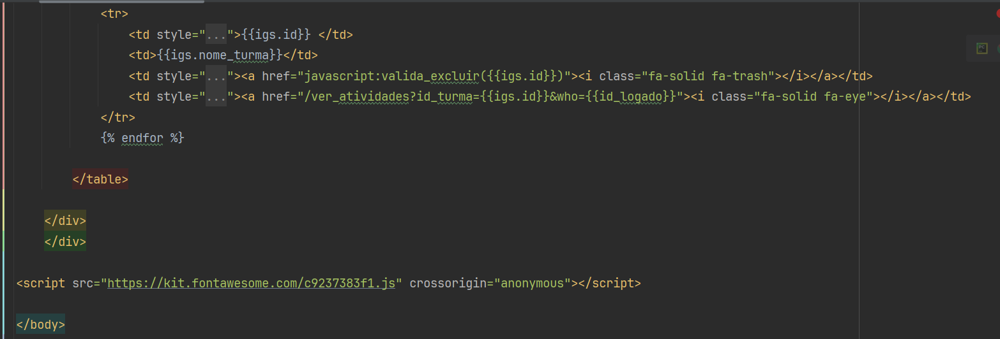 <tr>
<td style="...">{{igs.id}} </td>
<td>{{igs.nome_turma}}</td>
<td style="..."><a href="javascript:valida_excluir({{igs.id}})"><i class="fa-solid fa-trash"></i></a></td>
<td style="..."><a href="/ver_atividades?id_turma={{igs.id}}&who={{id_logado}}"><i class="fa-solid fa-eye"></i></a></td>
</tr>
{% endfor %}
</table>
</div>
</div>
<script src="https://kit.fontawesome.com/c9237383f1.js" crossorigin="anonymous"></script>
</body>
PC